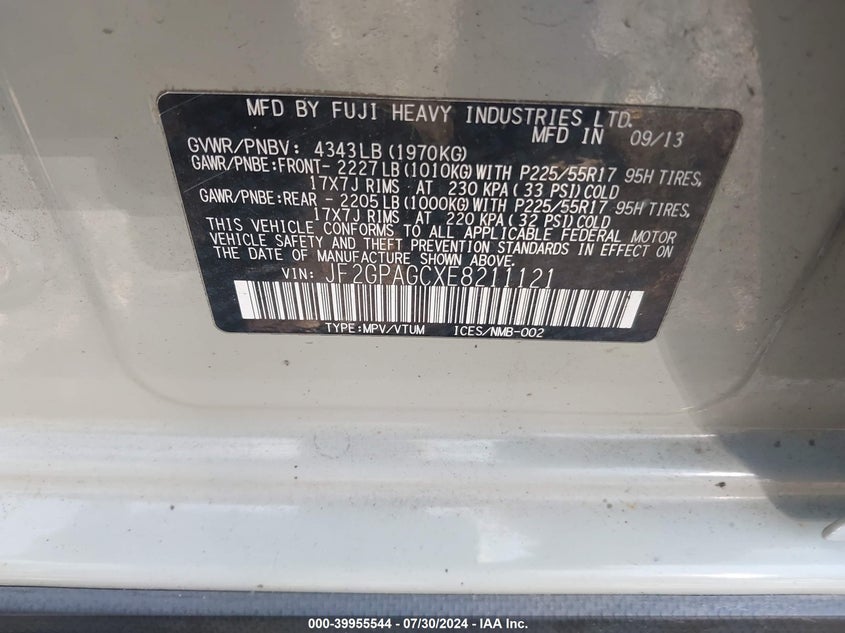 MFD BY FUJI HEAVY INDUSTRIES LTD.
MFD IN 09/13
GVWR/PNBV: 4343LB (1970KG)
GAWR/PNBE:FRONT- 2227LB(1010KG)WITH P225/55R17 95H TIRES,
17X7J RIMS AT 230 KPA(33 PSI)COLD
GAWR/PNBE:REAR - 2205LB(1000KG)WITH P225/55R17 95H TIRES,
17X7J RIMS AT 220 KPA(32 PSI)COLD
THIS VEHICLE CONFORMS TO ALL APPLICABLE FEDERAL MOTOR
VEHICLE SAFETY AND THEFT PREVENTION STANDARDS IN EFFECT ON
THE DATE OF MANUFACTURE SHOWN ABOVE.
VIN: JF2GPAGCXE8211121
TYPE:MPV/VTUM ICES/NMB-002
000-39955544 / 07/30/2024 - IAA Inc.